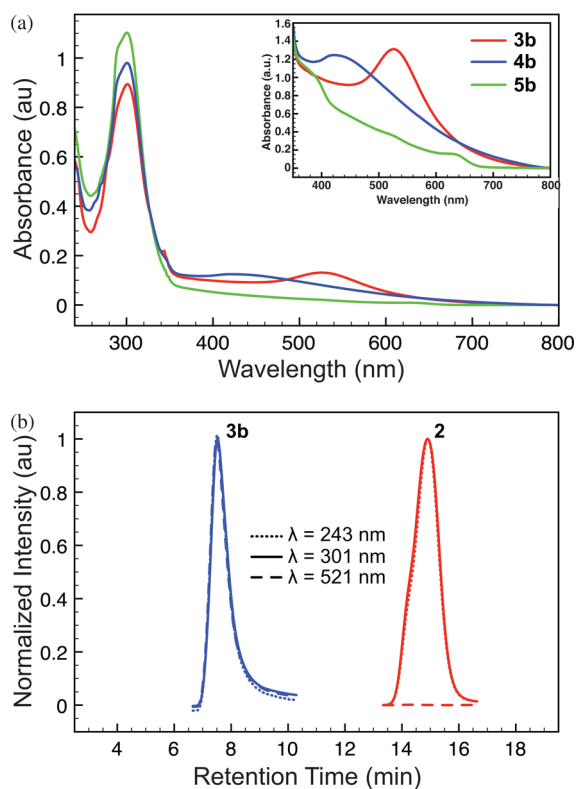 (a)
Absorbance (au)
1
0.8
0.6
0.4
0.2
0
300
400
500
600
700
800
Wavelength (nm)
Absorbance (a.u.)
1.6
1.4
1.2
1.0
0.8
0.6
0.4
0.2
0
400
500
600
700
800
Wavelength (nm)
3b
4b
5b
(b)
Normalized Intensity (au)
1
0.8
0.6
0.4
0.2
0
3b
2
λ = 243 nm
λ = 301 nm
λ = 521 nm
4
6
8
10
12
14
16
18
Retention Time (min)